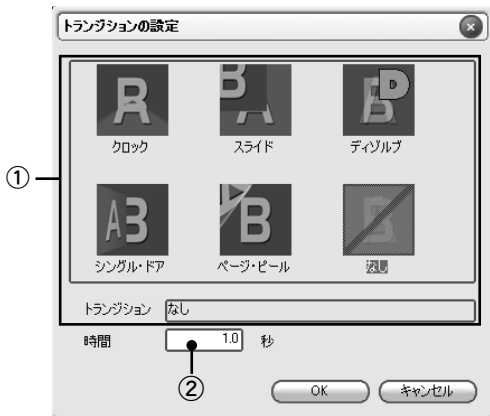 トランジションの設定
R
B
A
D
B
クロック
スライド
ディゾルブ
①
AB
B
B
シングル・ドア
ページ・ピール
なし
トランジション なし
時間 1.0 秒
②
OK キャンセル